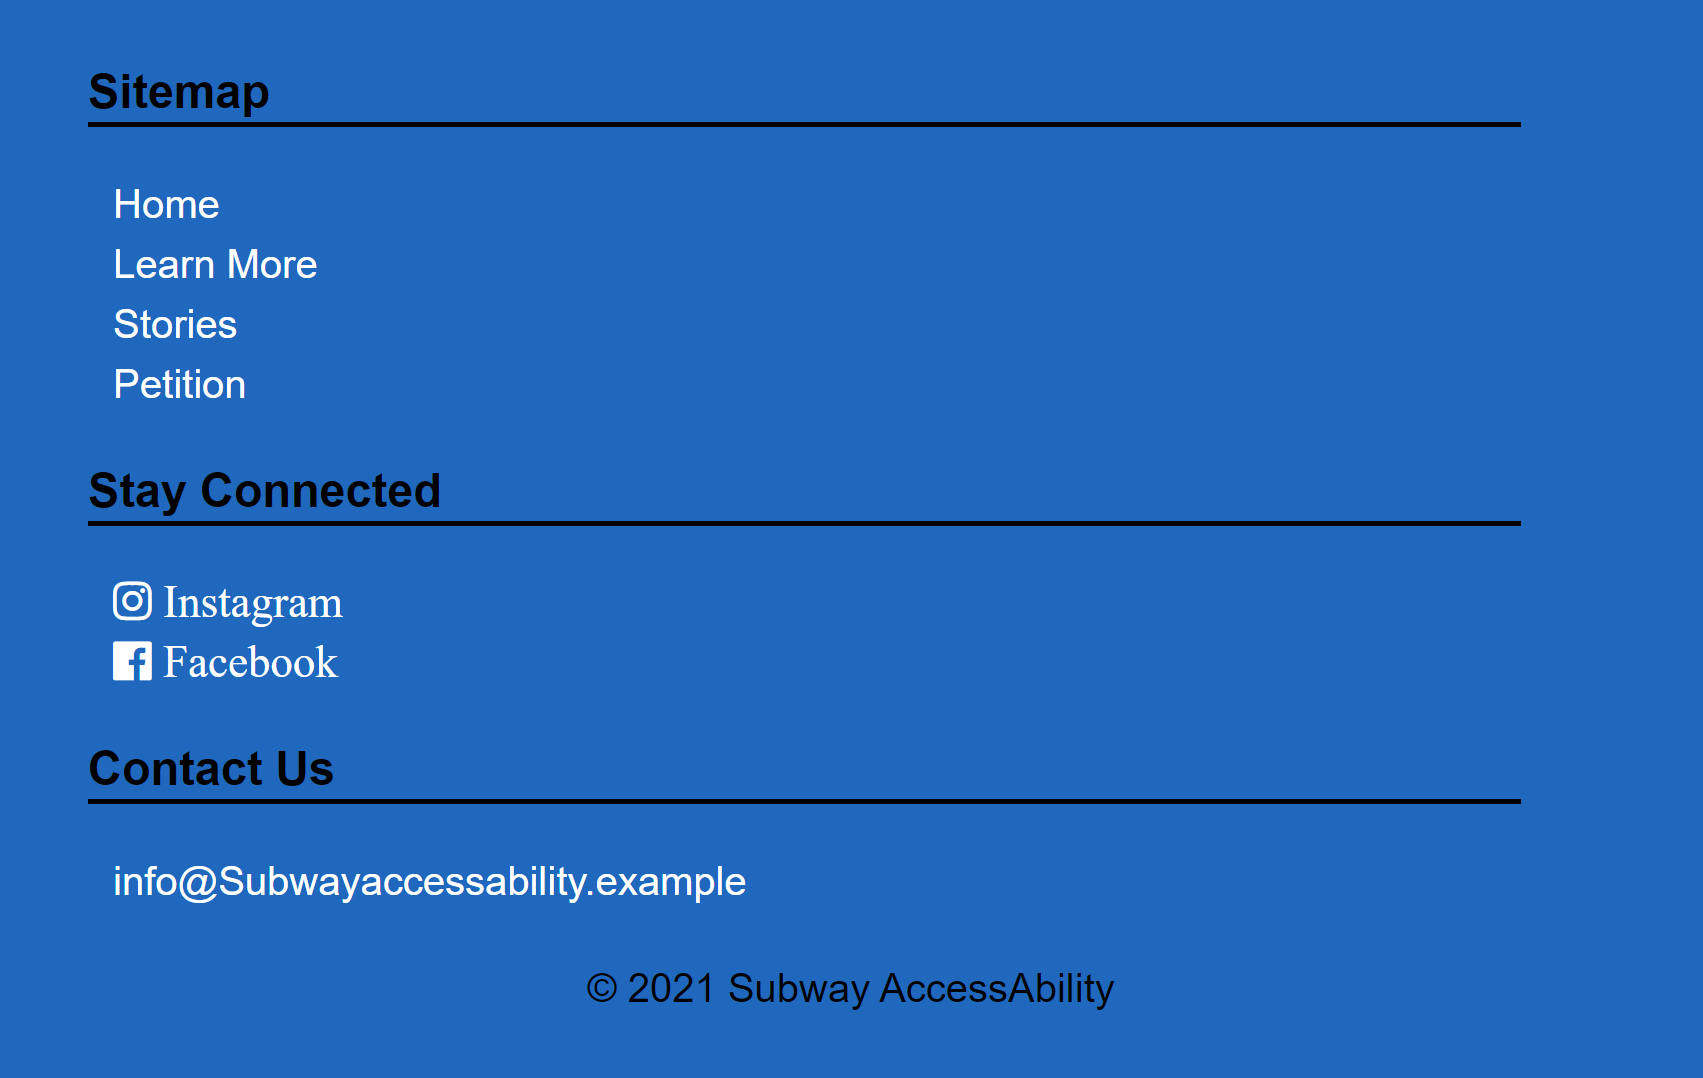 Sitemap
Home
Learn More
Stories
Petition
Stay Connected
Instagram
Facebook
Contact Us
info@Subwayaccessability.example
© 2021 Subway AccessAbility